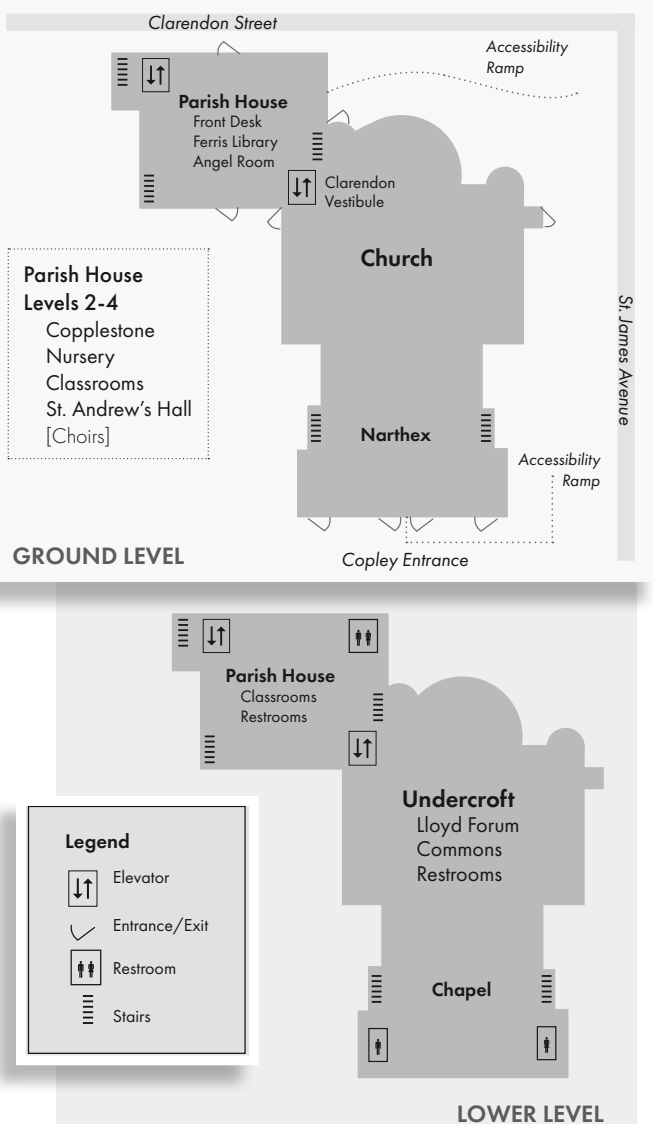 Clarendon Street
Accessibility
Ramp
Parish House
Front Desk
Ferris Library
Angel Room
Clarendon
Vestibule
Church
Parish House
Levels 2-4
Copplestone
Nursery
Classrooms
St. Andrew's Hall
[Choirs]
St. James Avenue
Narthex
Accessibility
Ramp
GROUND LEVEL
Copley Entrance
Parish House
Classrooms
Restrooms
Undercroft
Lloyd Forum
Commons
Restrooms
Legend
Elevator
Entrance/Exit
Restroom
Stairs
Chapel
LOWER LEVEL